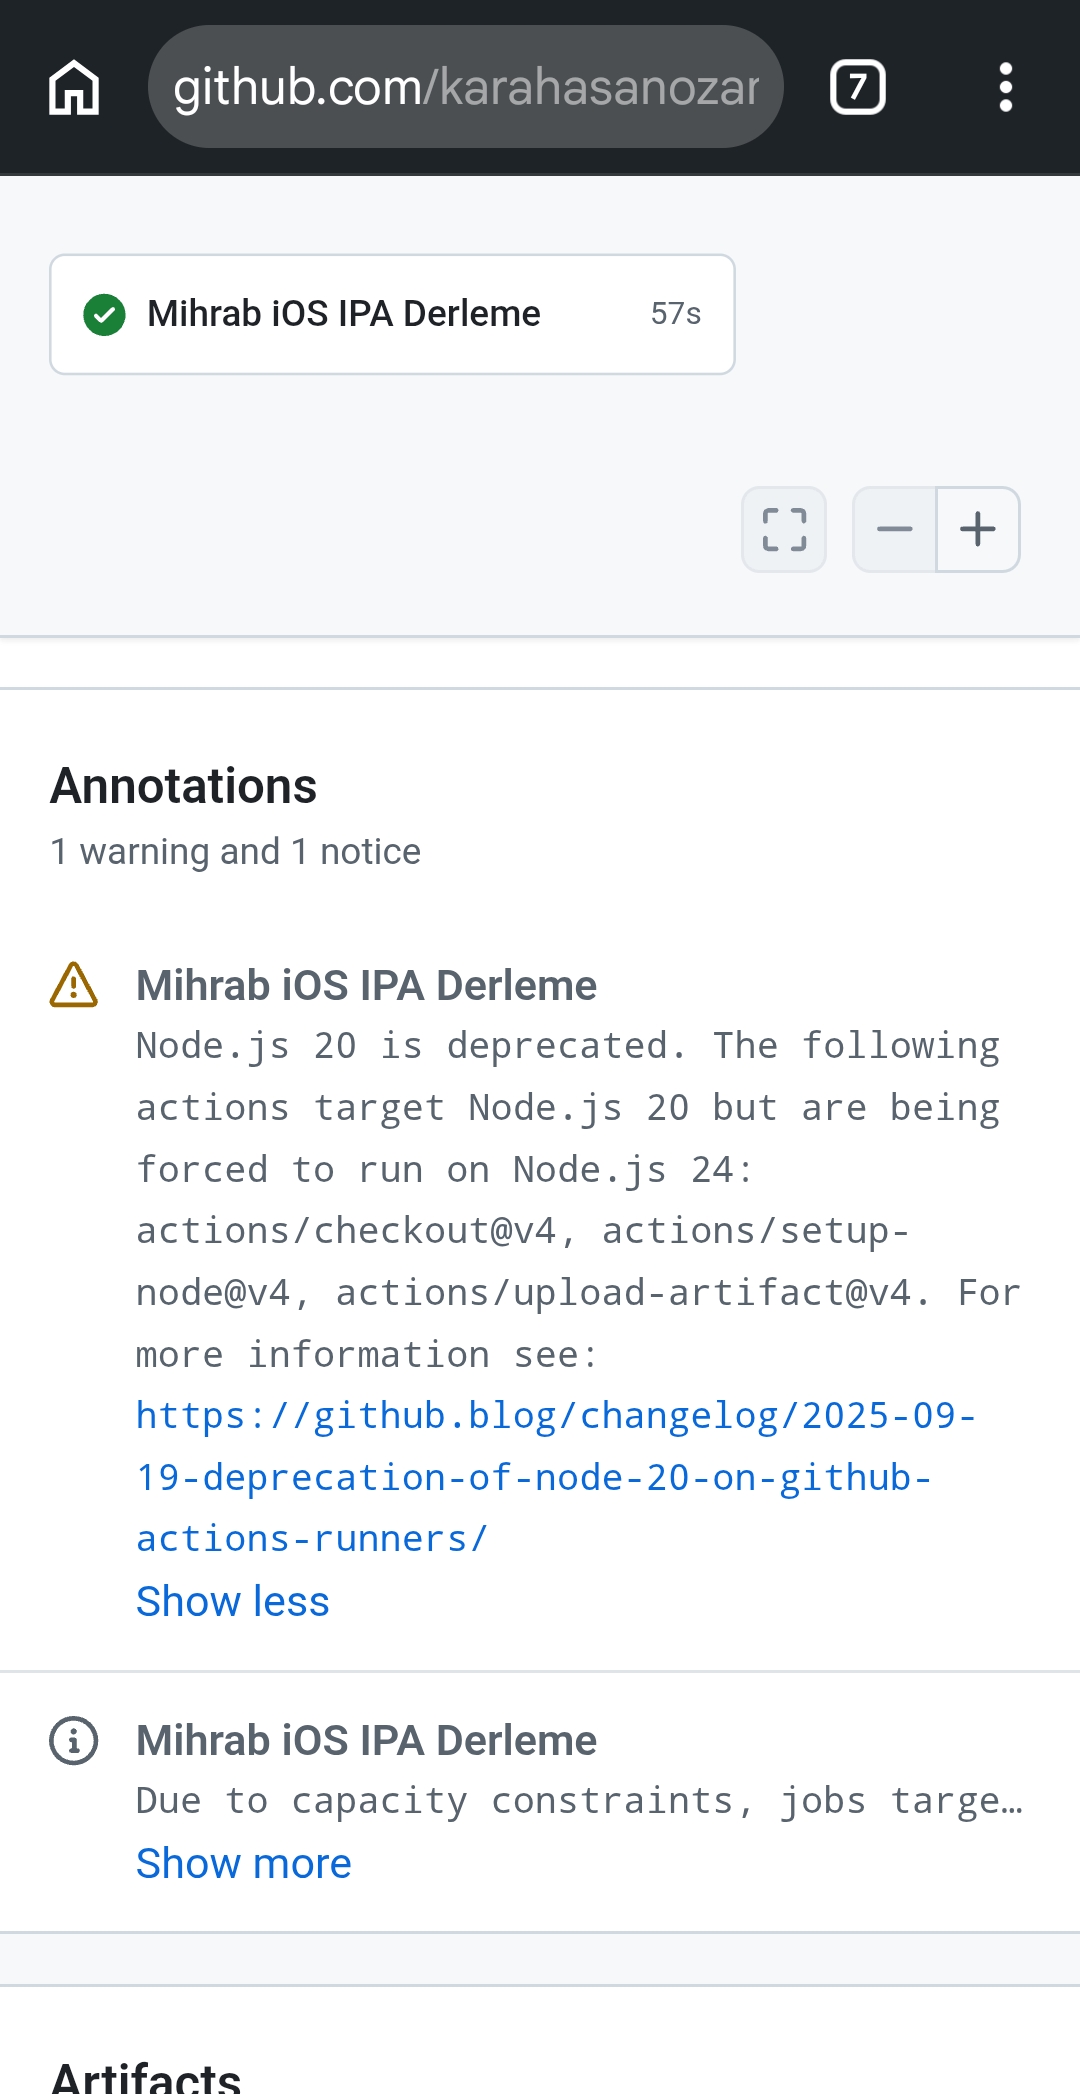 github.com/karahasanozar
7
Mihrab iOS IPA Derleme 57s
Annotations
1 warning and 1 notice
Mihrab iOS IPA Derleme
Node.js 20 is deprecated. The following
actions target Node.js 20 but are being
forced to run on Node.js 24:
actions/checkout@v4, actions/setup-
node@v4, actions/upload-artifact@v4. For
more information see:
https://github.blog/changelog/2025-09-
19-deprecation-of-node-20-on-github-
actions-runners/
Show less
Mihrab iOS IPA Derleme
Due to capacity constraints, jobs targe…
Show more
Artifacts